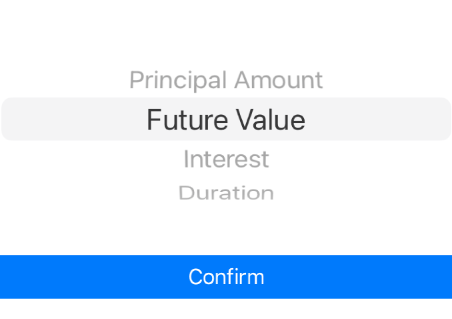 Principal Amount
Future Value
Interest
Duration
Confirm